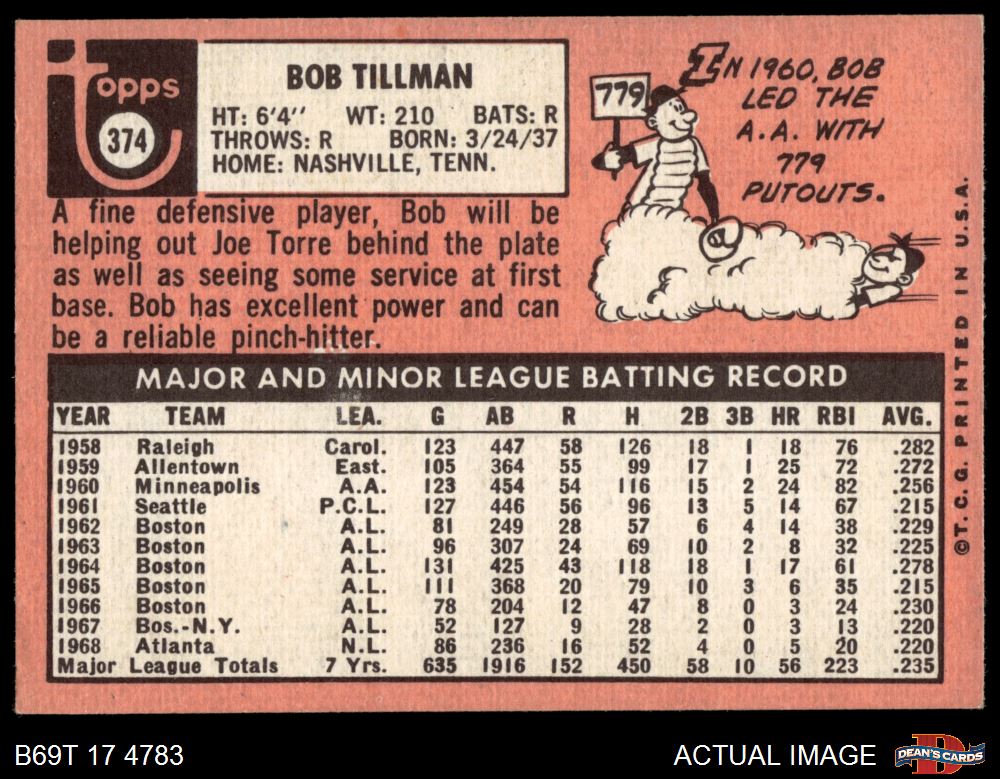 Topps
374
BOB TILLMAN
HT: 6'4" WT: 210 BATS: R
THROWS: R BORN: 3/24/37
HOME: NASHVILLE, TENN.
779
IN 1960, BOB
LED THE
A.A. WITH
779
PUTOUTS.
A fine defensive player, Bob will be
helping out Joe Torre behind the plate
as well as seeing some service at first
base. Bob has excellent power and can
be a reliable pinch-hitter.
MAJOR AND MINOR LEAGUE BATTING RECORD
YEAR TEAM LEA. G AB R H 2B 3B HR RBI AVG.
1958 Raleigh Carol. 123 447 58 126 18 1 18 76 .282
1959 Allentown East. 105 364 55 99 17 1 25 72 .272
1960 Minneapolis A.A. 123 454 54 116 15 2 24 82 .256
1961 Seattle P.C.L. 127 446 56 96 13 5 14 67 .215
1962 Boston A.L. 81 249 28 57 6 4 14 38 .229
1963 Boston A.L. 96 307 24 69 10 2 8 32 .225
1964 Boston A.L. 131 425 43 118 18 1 17 61 .278
1965 Boston A.L. 111 368 20 79 10 3 6 35 .215
1966 Boston A.L. 78 204 12 47 8 0 3 24 .230
1967 Bos.-N.Y. A.L. 52 127 9 28 2 0 3 13 .220
1968 Atlanta N.L. 86 236 16 52 4 0 5 20 .220
Major League Totals 7 Yrs. 635 1916 152 450 58 10 56 223 .235
©T. C. G. PRINTED IN U.S.A.
B69T 17 4783
ACTUAL IMAGE
DEAN'S CARDS